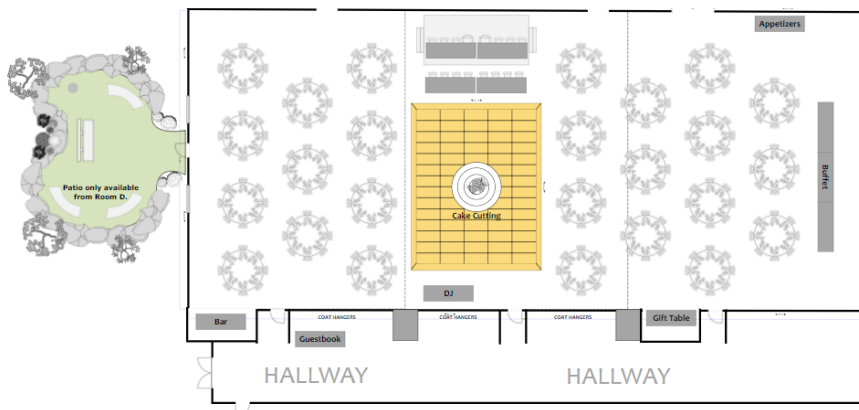 Appetizers
Patio only available
from Room D.
Buffet
Cake Cutting
DJ
Bar
COAT HANGERS
COAT HANGERS
COAT HANGERS
Gift Table
Guestbook
HALLWAY
HALLWAY